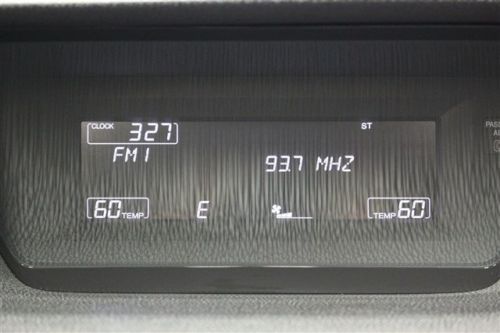 CLOCK 327
ST
FM1
93.7 MHZ
60 TEMP
E
TEMP 60